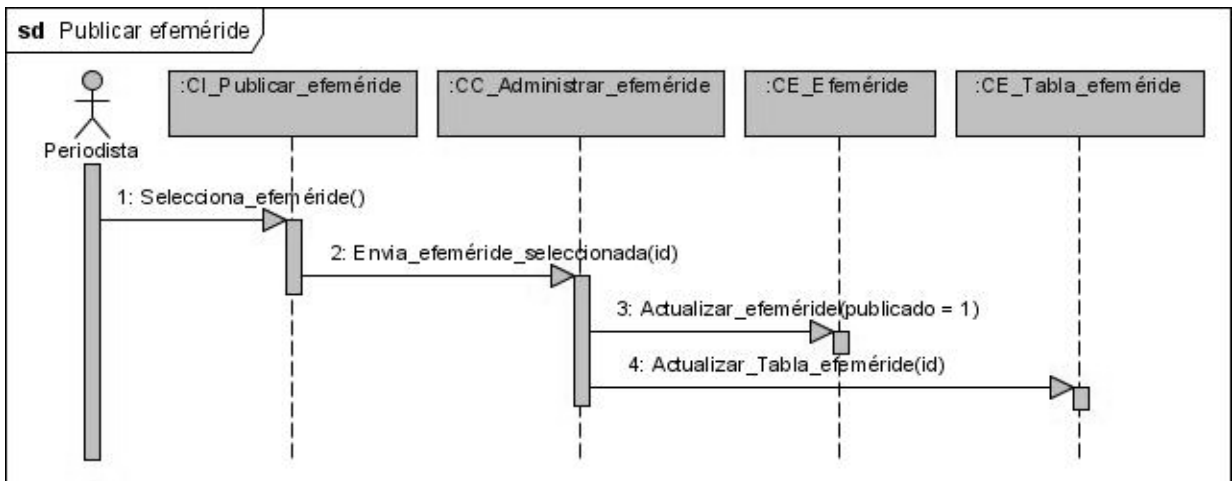 sd Publicar efeméride
:CI_Publicar_efeméride
:CC_Administrar_efeméride
:CE_Efeméride
:CE_Tabla_efeméride
Periodista
1: Selecciona_efeméride()
2: Envia_efeméride_seleccionada(id)
3: Actualizar_efeméride(publicado = 1)
4: Actualizar_Tabla_efeméride(id)